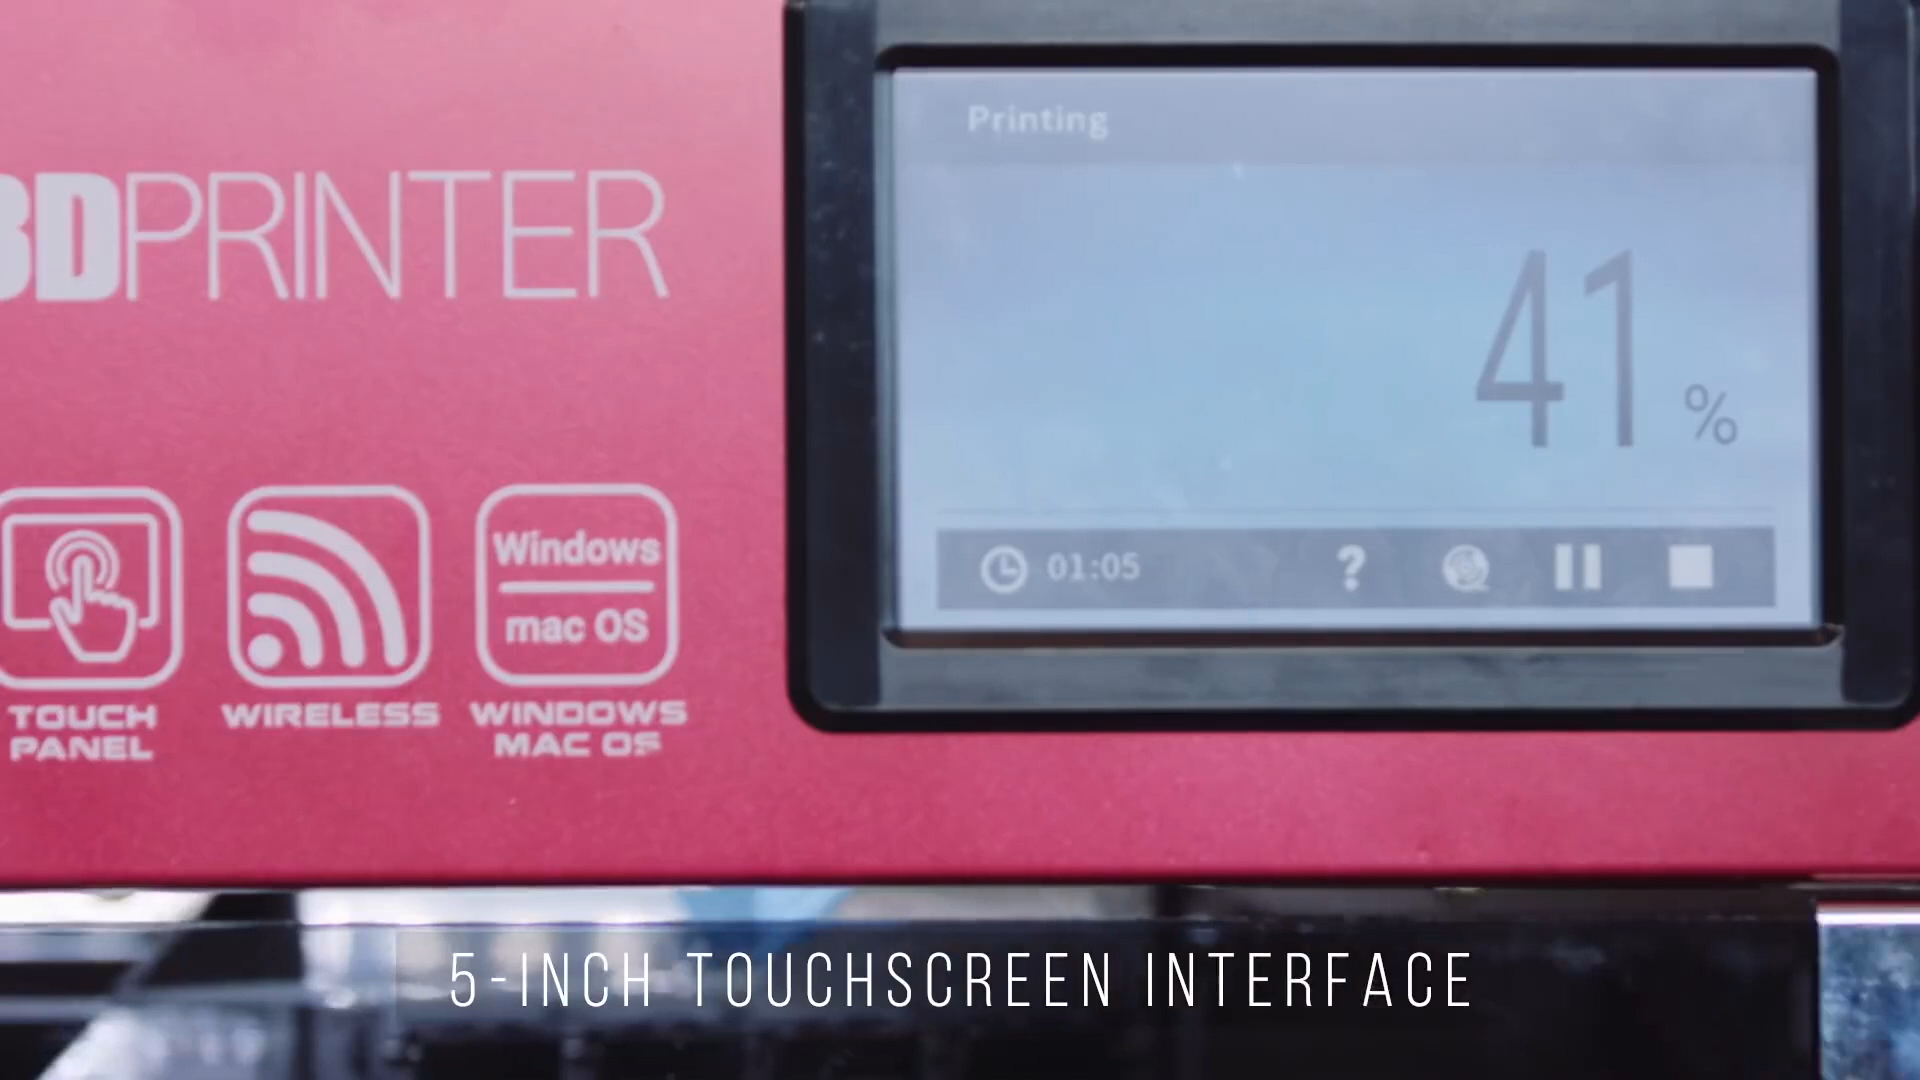 3DPRINTER
Windows
mac OS
TOUCH
PANEL
WIRELESS
WINDOWS
MAC OS
Printing
41 %
01:05 ?
5-INCH TOUCHSCREEN INTERFACE